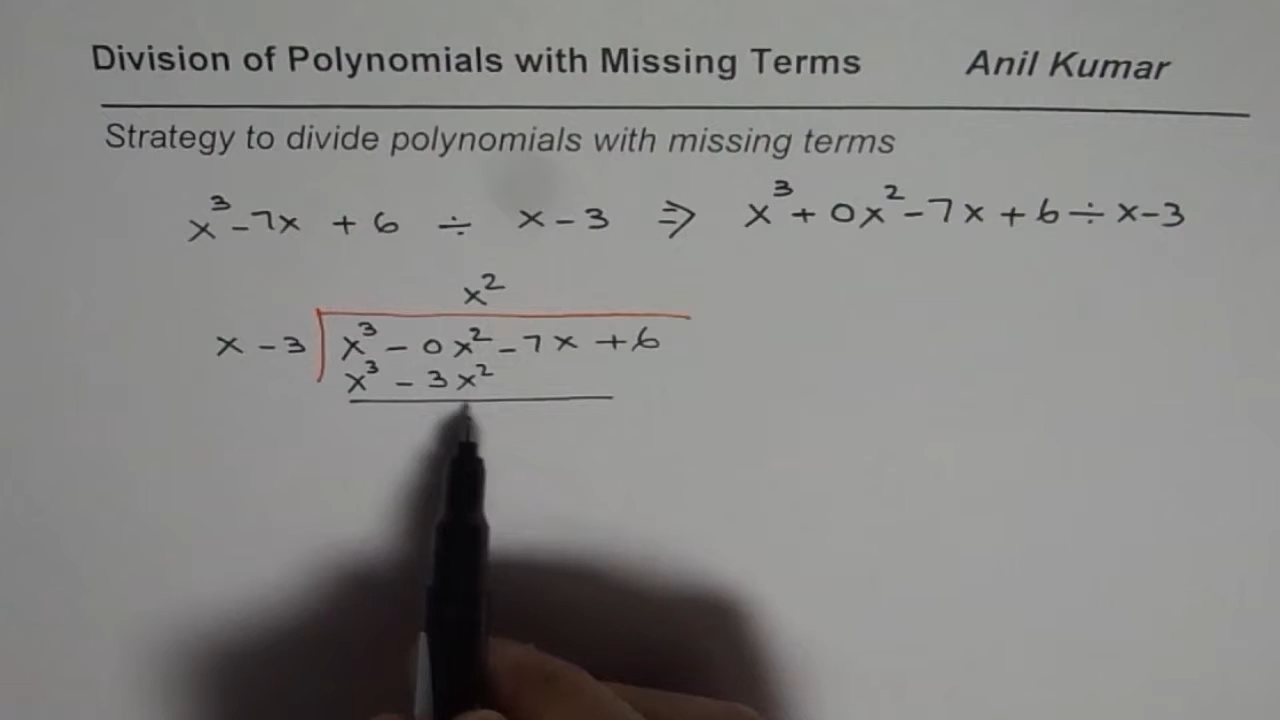 Division of Polynomials with Missing Terms Anil Kumar
Strategy to divide polynomials with missing terms
x³ - 7x + 6 ÷ x - 3 ⇒ x³ + 0x² - 7x + 6 ÷ x - 3
x²
x - 3 x³ - 0x² - 7x + 6
x³ - 3x²